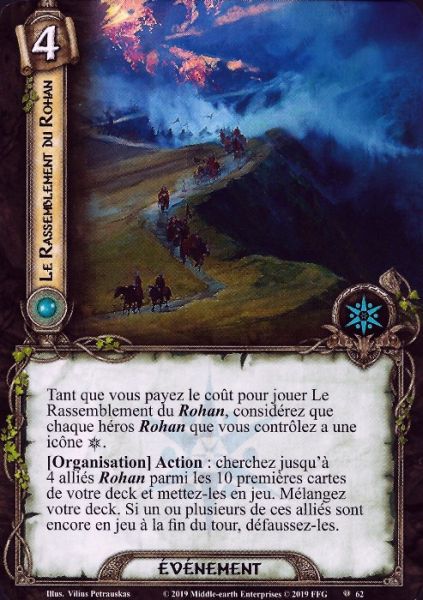 4
Le Rassemblement du Rohan
Tant que vous payez le coût pour jouer Le
Rassemblement du Rohan, considérez que
chaque héros Rohan que vous contrôlez a une
icône .
[Organisation] Action : cherchez jusqu'à
4 alliés Rohan parmi les 10 premières cartes
de votre deck et mettez-les en jeu. Mélangez
votre deck. Si un ou plusieurs de ces alliés sont
encore en jeu à la fin du tour, défaussez-les.
ÉVÉNEMENT
Illus. Vilius Petrauskas © 2019 Middle-earth Enterprises © 2019 FFG 62